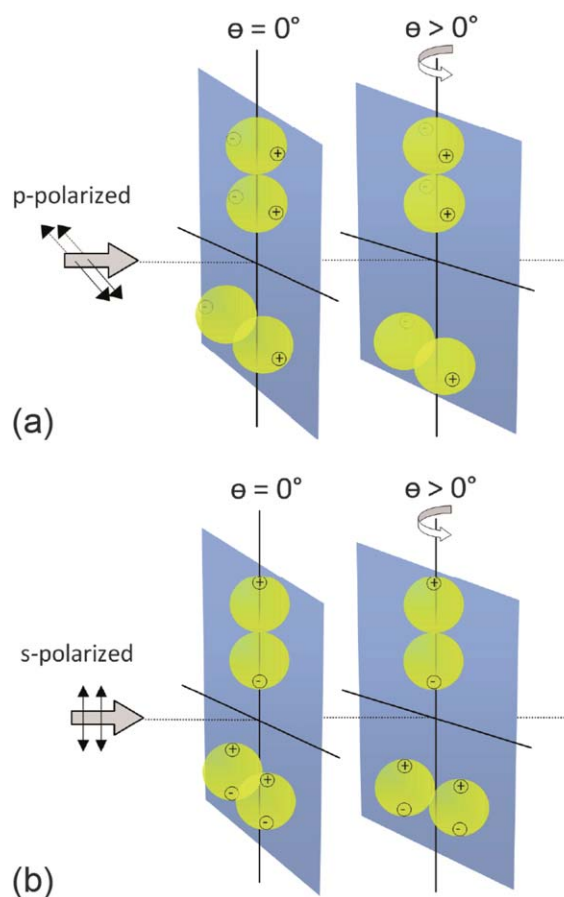 ɵ = 0° ɵ > 0°
- -
+ +
- -
+ +
p-polarized
- -
+ +
(a)
ɵ = 0° ɵ > 0°
+ +
s-polarized
- -
+ + + +
- - - -
(b)